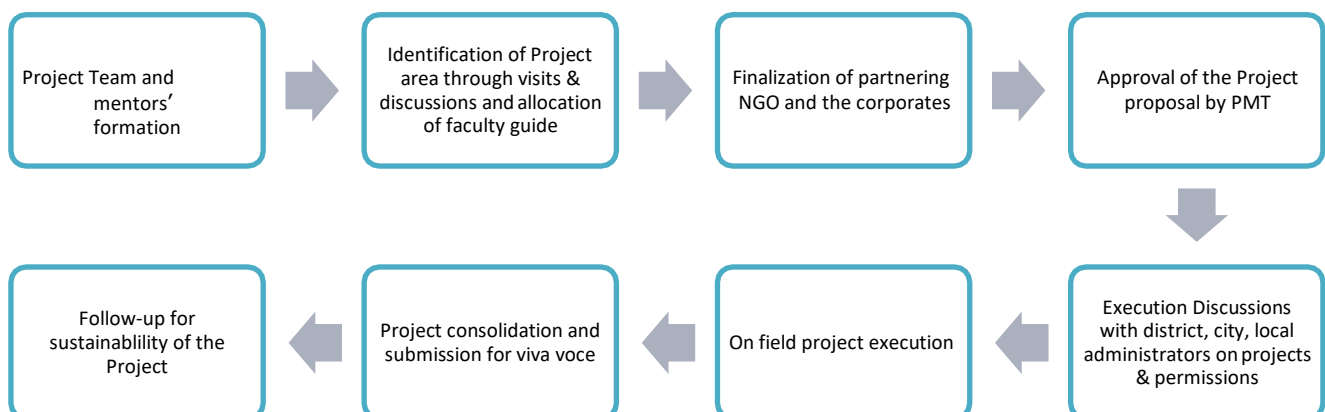 Project Team and
mentors’
formation
Identification of Project
area through visits &
discussions and allocation
of faculty guide
Finalization of partnering
NGO and the corporates
Approval of the Project
proposal by PMT
Execution Discussions
with district, city, local
administrators on projects
& permissions
On field project execution
Project consolidation and
submission for viva voce
Follow-up for
sustainablility of the
Project